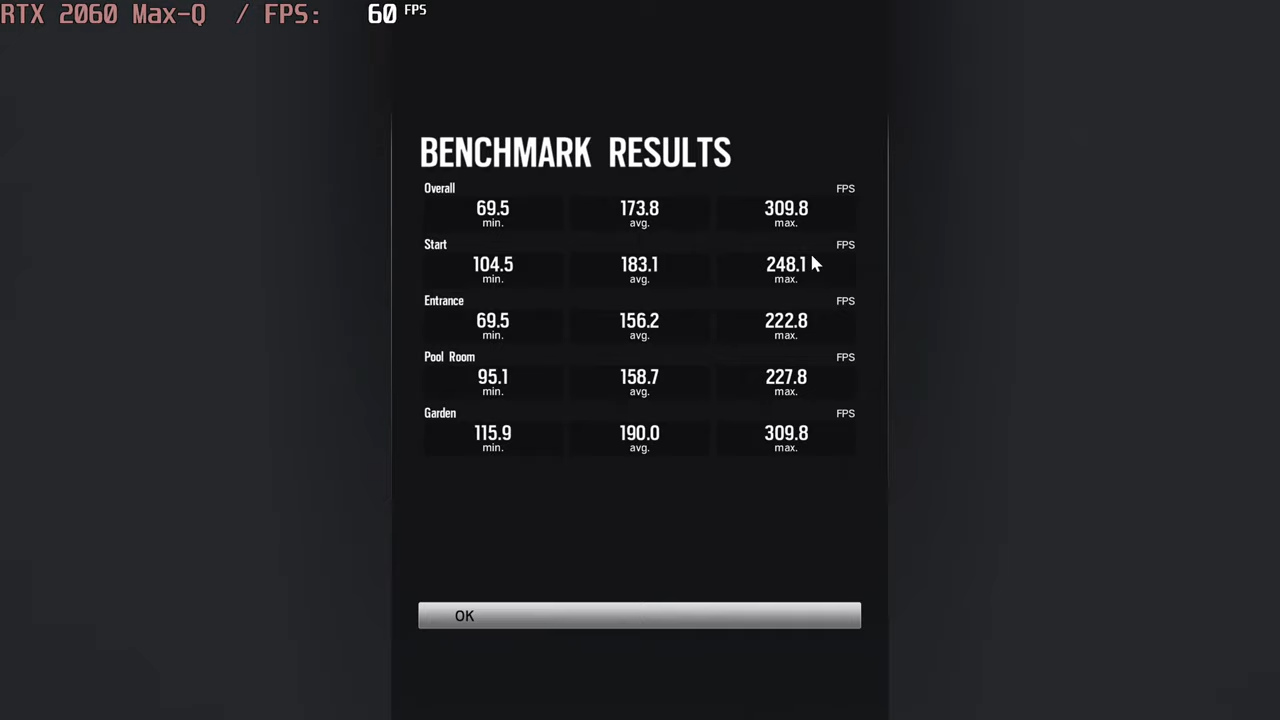 RTX 2060 Max-Q / FPS: 60 FPS
BENCHMARK RESULTS
Overall FPS
69.5 173.8 309.8
min. avg. max.
Start FPS
104.5 183.1 248.1
min. avg. max.
Entrance FPS
69.5 156.2 222.8
min. avg. max.
Pool Room FPS
95.1 158.7 227.8
min. avg. max.
Garden FPS
115.9 190.0 309.8
min. avg. max.
OK